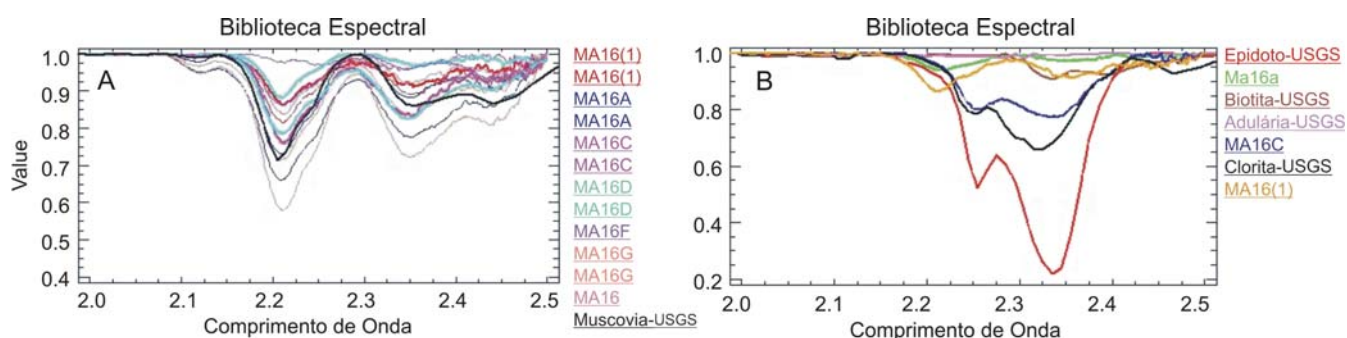 Biblioteca Espectral
A
Value
1.0
0.9
0.8
0.7
0.6
0.5
0.4
2.0
2.1
2.2
2.3
2.4
2.5
Comprimento de Onda
MA16(1)
MA16(1)
MA16A
MA16A
MA16C
MA16C
MA16D
MA16D
MA16F
MA16G
MA16G
MA16
Muscovia-USGS
Biblioteca Espectral
B
1.0
0.8
0.6
0.4
0.2
2.0
2.1
2.2
2.3
2.4
2.5
Comprimento de Onda
Epidoto-USGS
Ma16a
Biotita-USGS
Adulária-USGS
MA16C
Clorita-USGS
MA16(1)